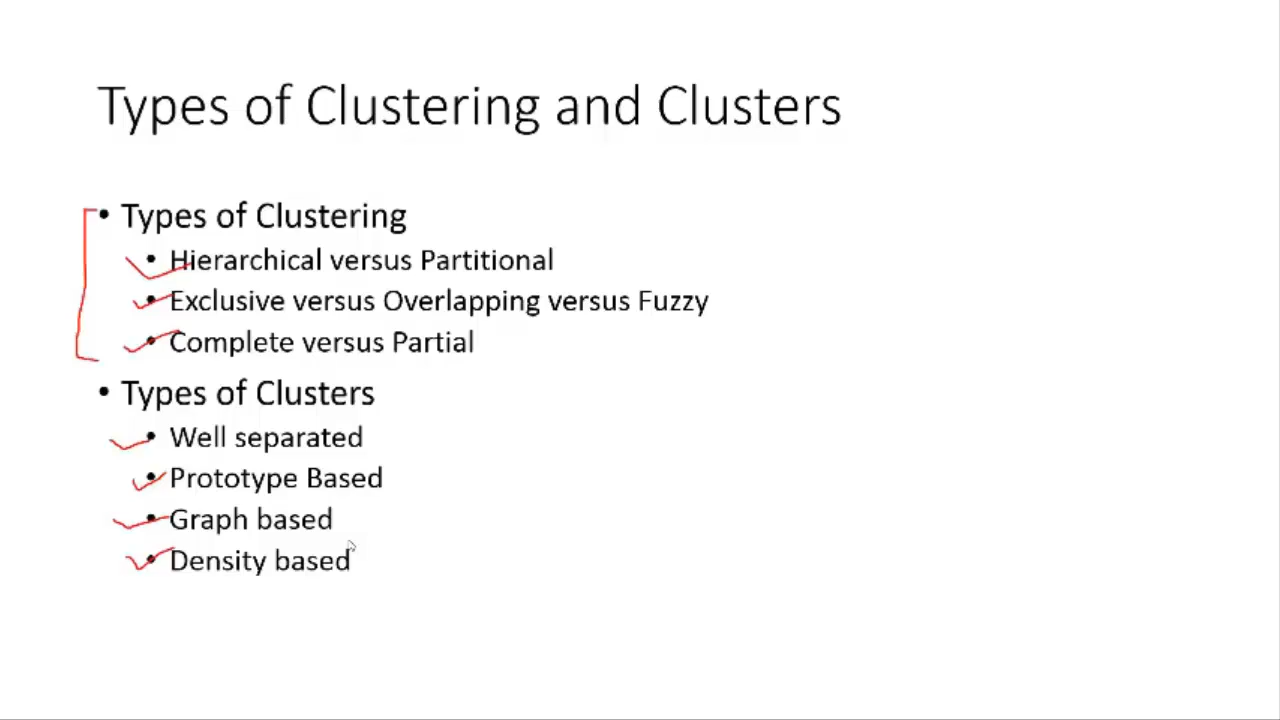 Types of Clustering and Clusters
• Types of Clustering
• Hierarchical versus Partitional
• Exclusive versus Overlapping versus Fuzzy
• Complete versus Partial
• Types of Clusters
• Well separated
• Prototype Based
• Graph based
• Density based